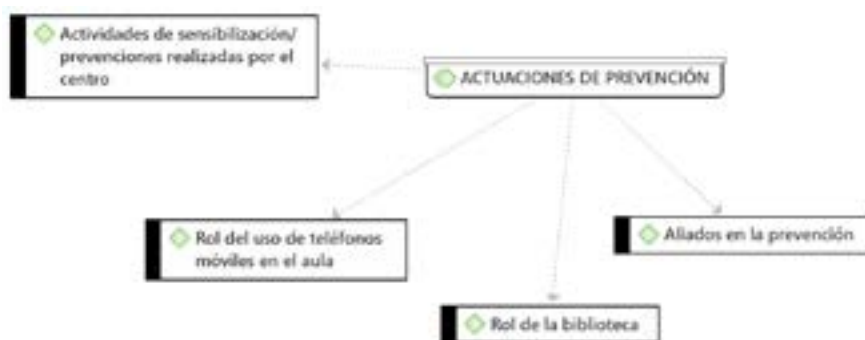 Actividades de sensibilización/
prevenciones realizadas por el
centro
ACTUACIONES DE PREVENCIÓN
Rol del uso de teléfonos
móviles en el aula
Aliados en la prevención
Rol de la biblioteca